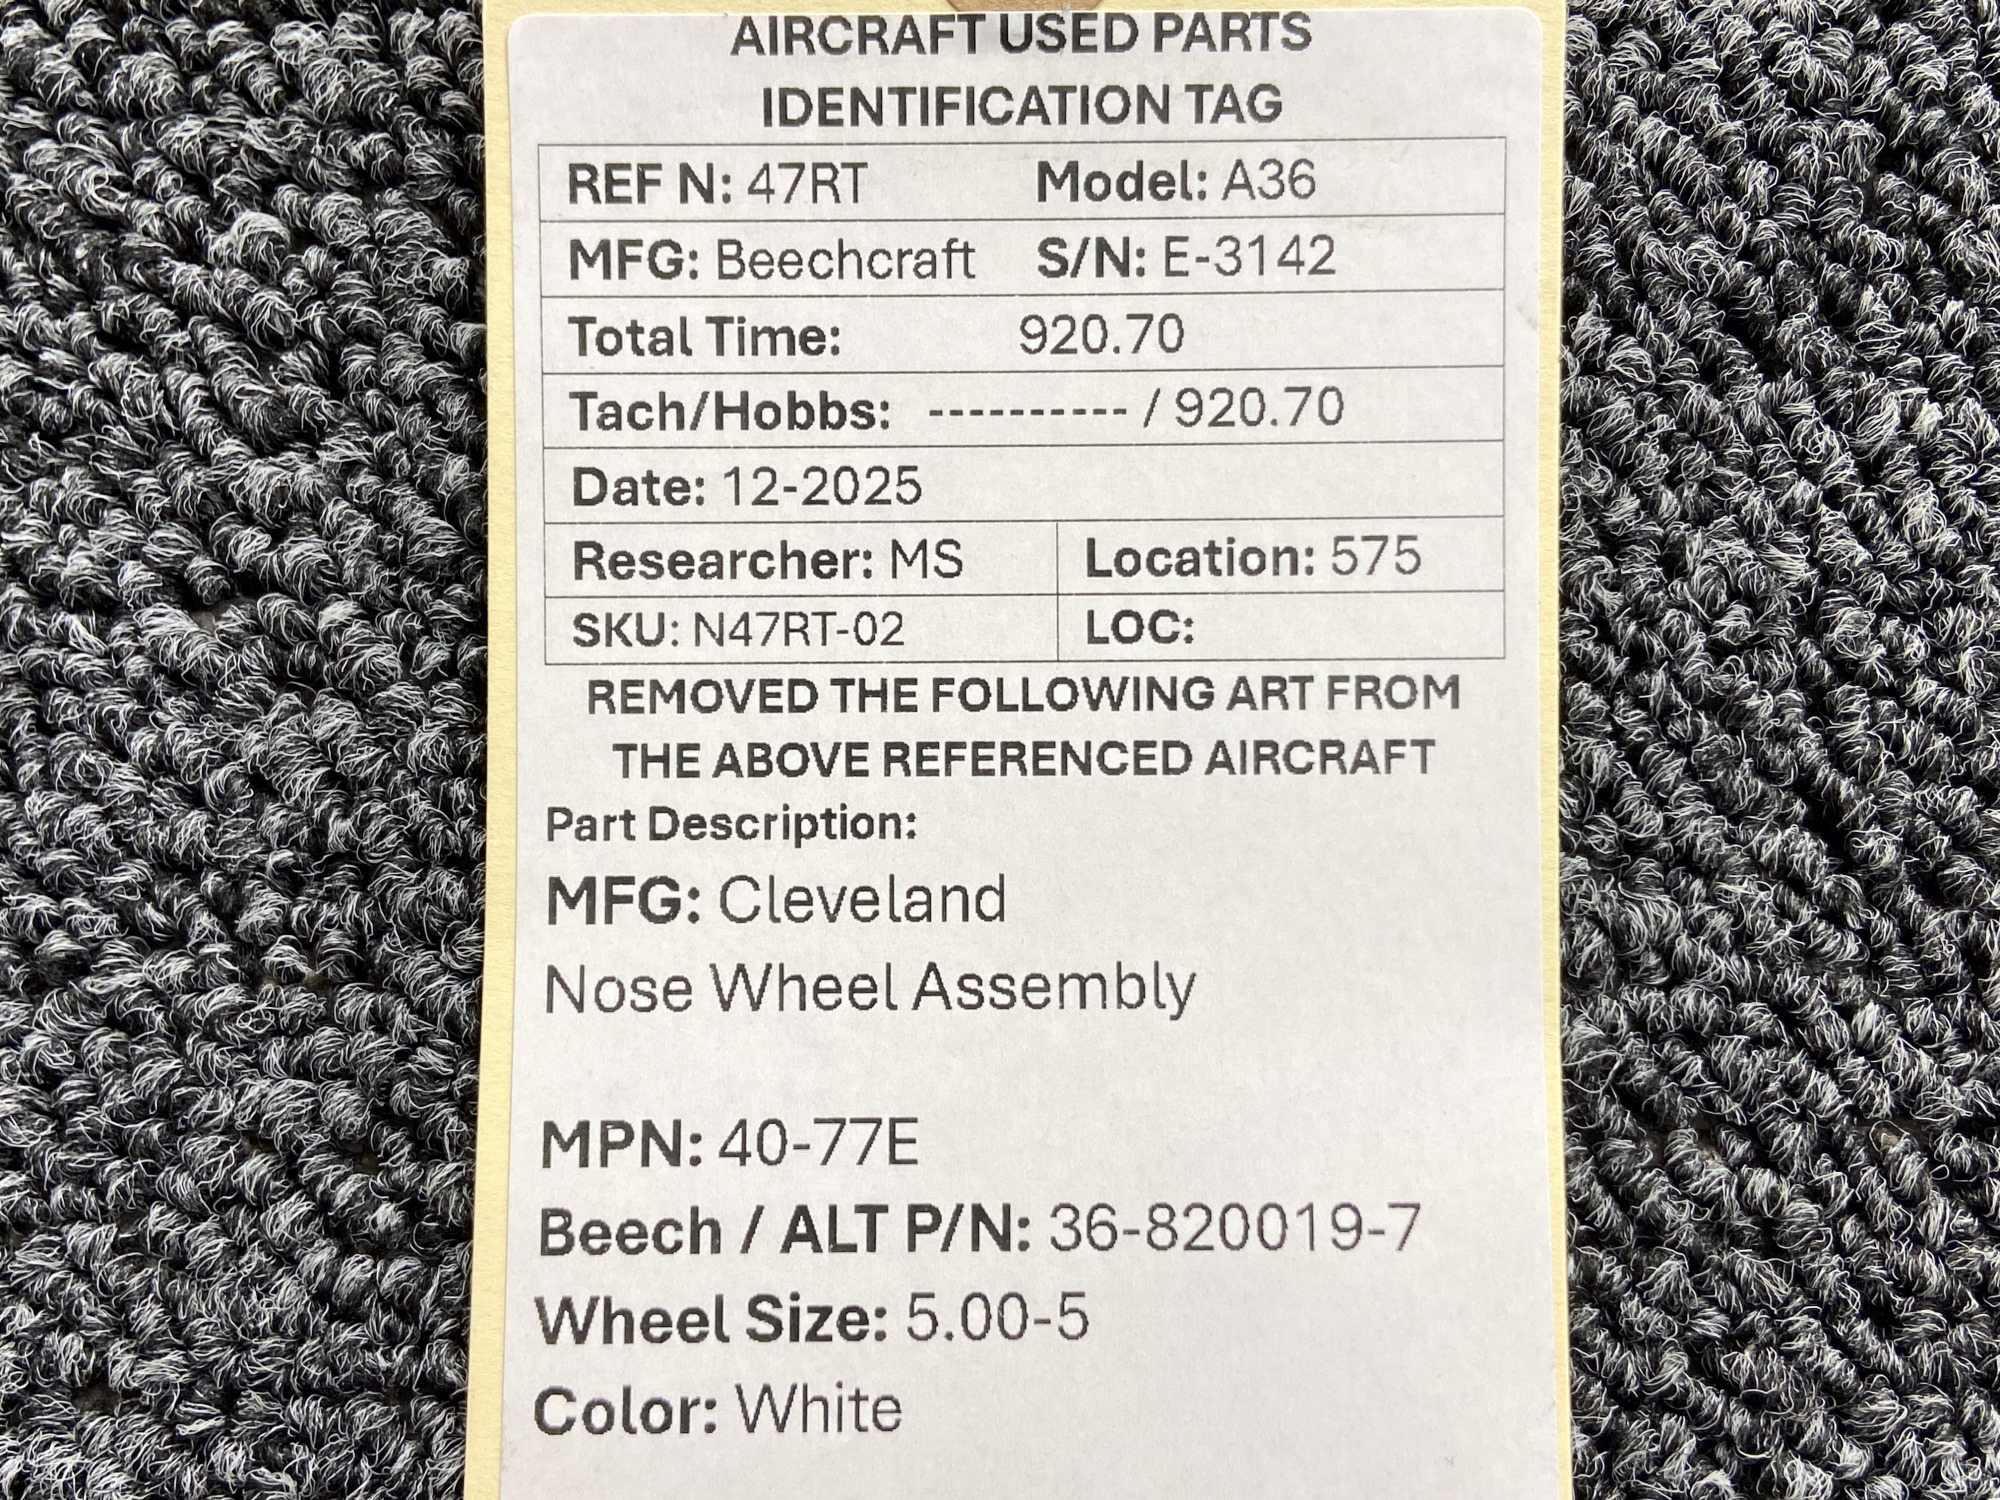 AIRCRAFT USED PARTS
IDENTIFICATION TAG
REF N: 47RT Model: A36
MFG: Beechcraft S/N: E-3142
Total Time: 920.70
Tach/Hobbs: ---------- / 920.70
Date: 12-2025
Researcher: MS Location: 575
SKU: N47RT-02 LOC:
REMOVED THE FOLLOWING ART FROM
THE ABOVE REFERENCED AIRCRAFT
Part Description:
MFG: Cleveland
Nose Wheel Assembly
MPN: 40-77E
Beech / ALT P/N: 36-820019-7
Wheel Size: 5.00-5
Color: White